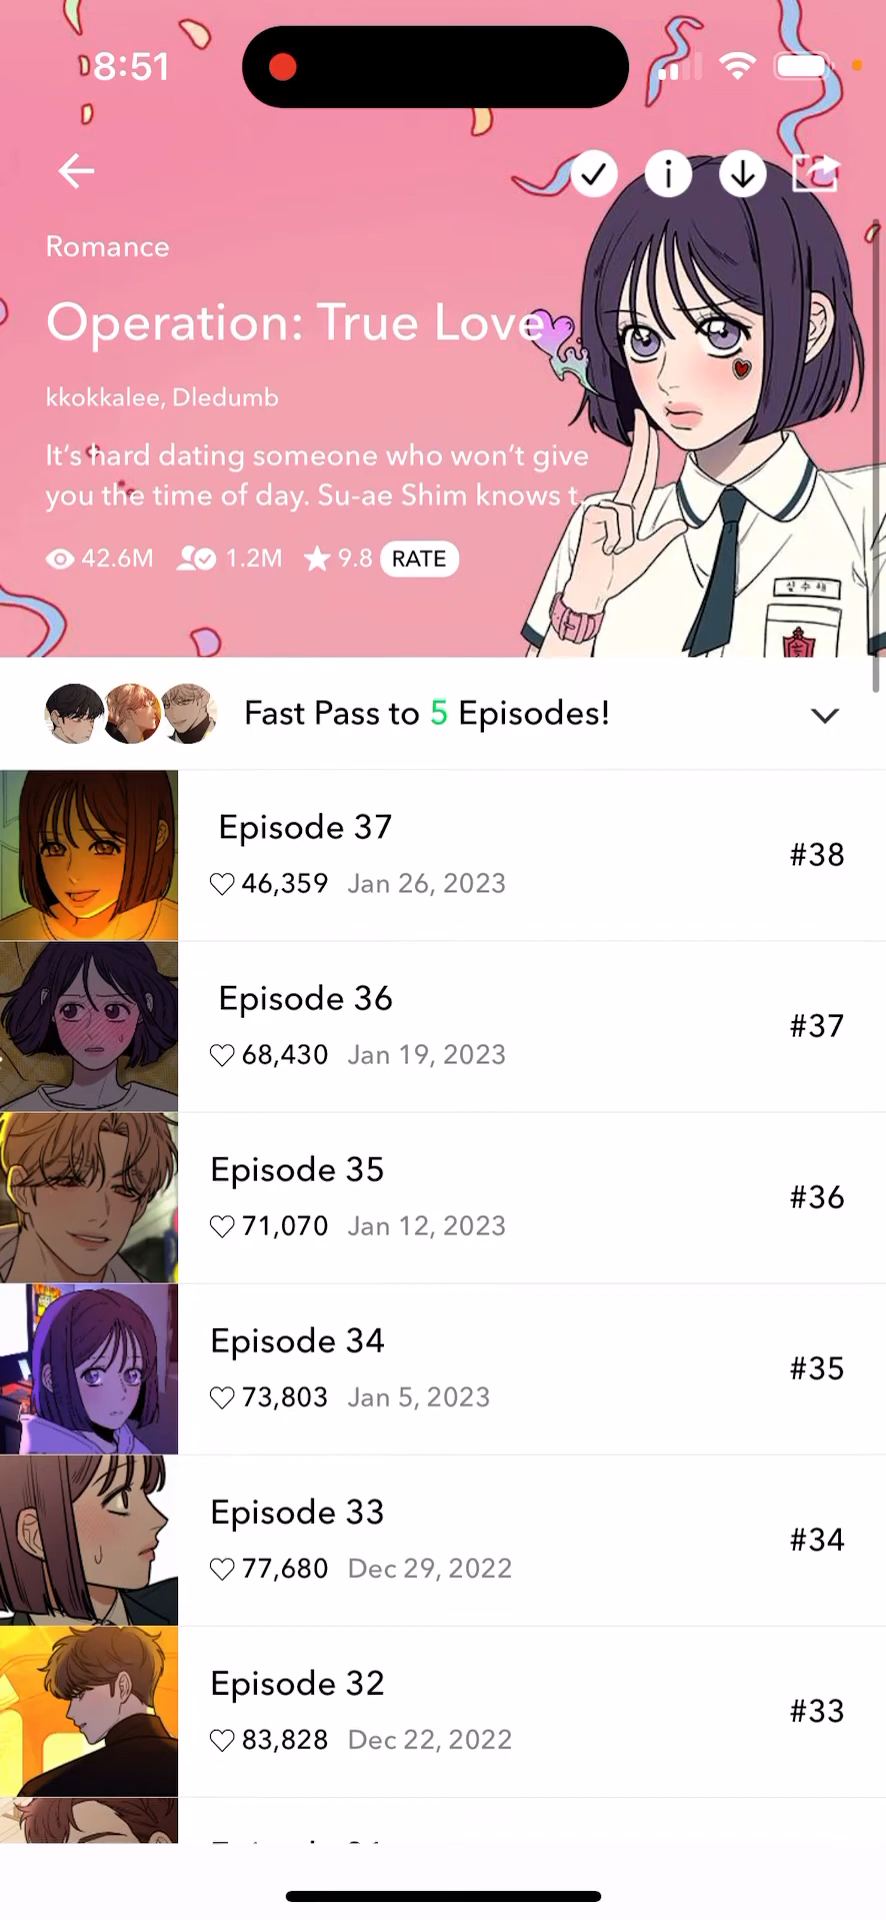 8:51
Romance
Operation: True Love
kkokkalee, Dledumb
It's hard dating someone who won't give
you the time of day. Su-ae Shim knows t...
42.6M 1.2M 9.8 RATE
심수애
Fast Pass to 5 Episodes!
Episode 37
46,359 Jan 26, 2023
#38
Episode 36
68,430 Jan 19, 2023
#37
Episode 35
71,070 Jan 12, 2023
#36
Episode 34
73,803 Jan 5, 2023
#35
Episode 33
77,680 Dec 29, 2022
#34
Episode 32
83,828 Dec 22, 2022
#33